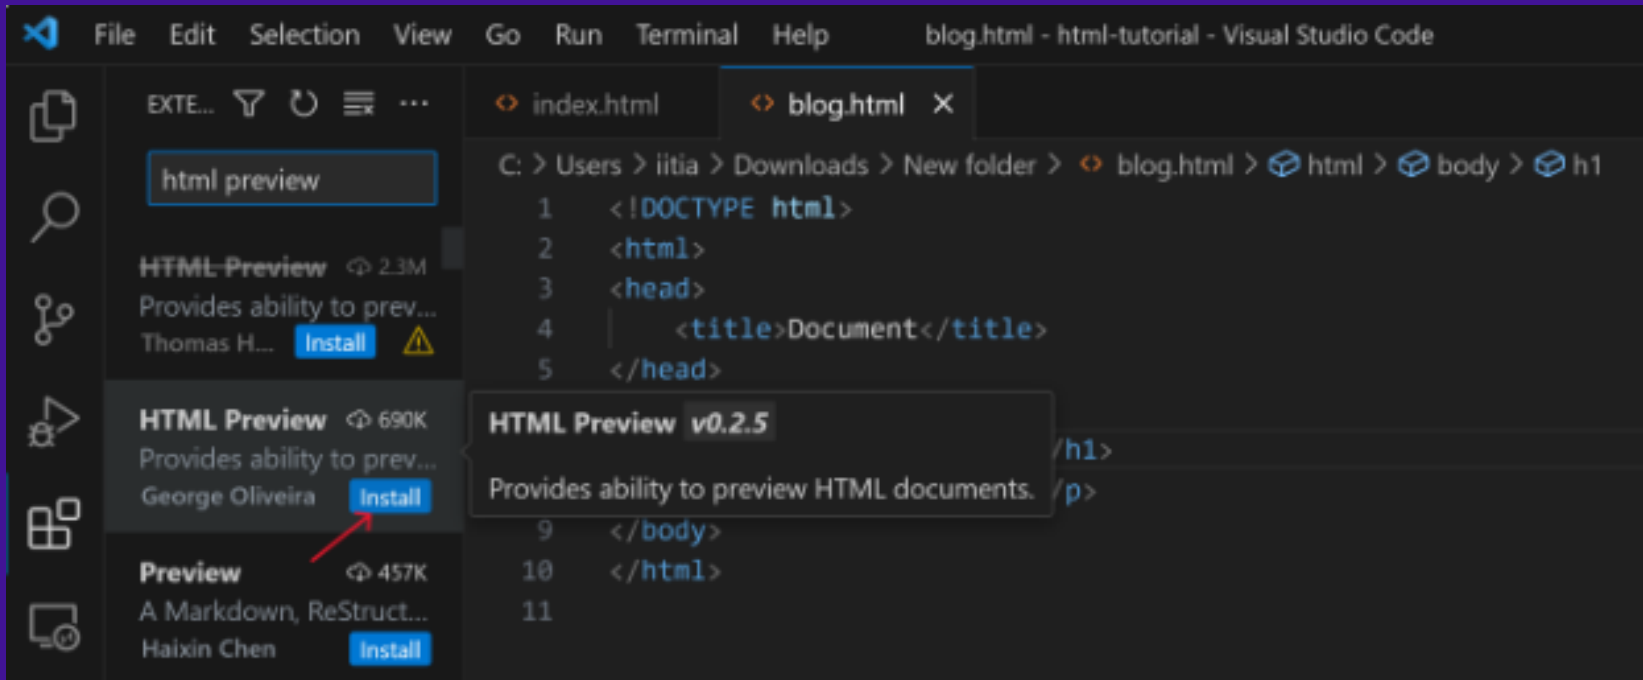 File Edit Selection View Go Run Terminal Help blog.html - html-tutorial - Visual Studio Code
EXTE...
html preview
HTML Preview 2.3M
Provides ability to prev...
Thomas H... Install
HTML Preview 690K
Provides ability to prev...
George Oliveira Install
Preview 457K
A Markdown, ReStruct...
Haixin Chen Install
index.html blog.html
C: > Users > iitia > Downloads > New folder > blog.html > html > body > h1
1 <!DOCTYPE html>
2 <html>
3 <head>
4 <title>Document</title>
5 </head>
HTML Preview v0.2.5
Provides ability to preview HTML documents.
/h1>
/p>
9 </body>
10 </html>
11